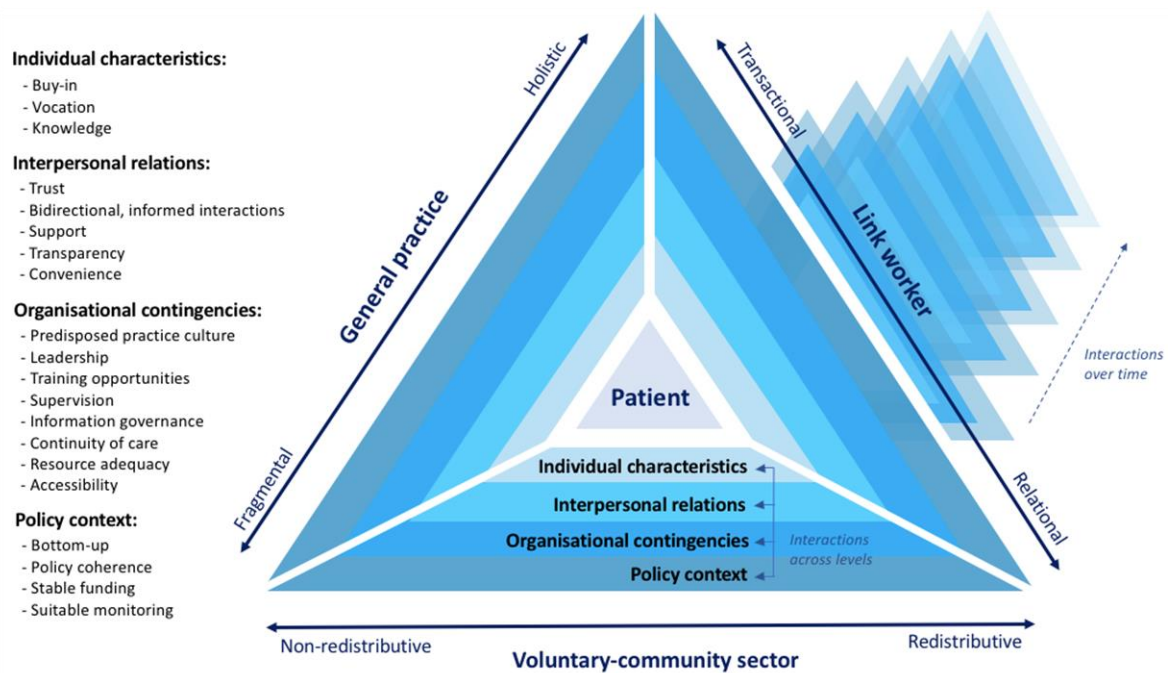 Individual characteristics:
- Buy-in
- Vocation
- Knowledge
Interpersonal relations:
- Trust
- Bidirectional, informed interactions
- Support
- Transparency
- Convenience
Organisational contingencies:
- Predisposed practice culture
- Leadership
- Training opportunities
- Supervision
- Information governance
- Continuity of care
- Resource adequacy
- Accessibility
Policy context:
- Bottom-up
- Policy coherence
- Stable funding
- Suitable monitoring
Holistic
General practice
Fragmental
Transactional
Link worker
Relational
Interactions
over time
Patient
Individual characteristics
Interpersonal relations
Organisational contingencies
Policy context
Interactions
across levels
Non-redistributive
Redistributive
Voluntary-community sector